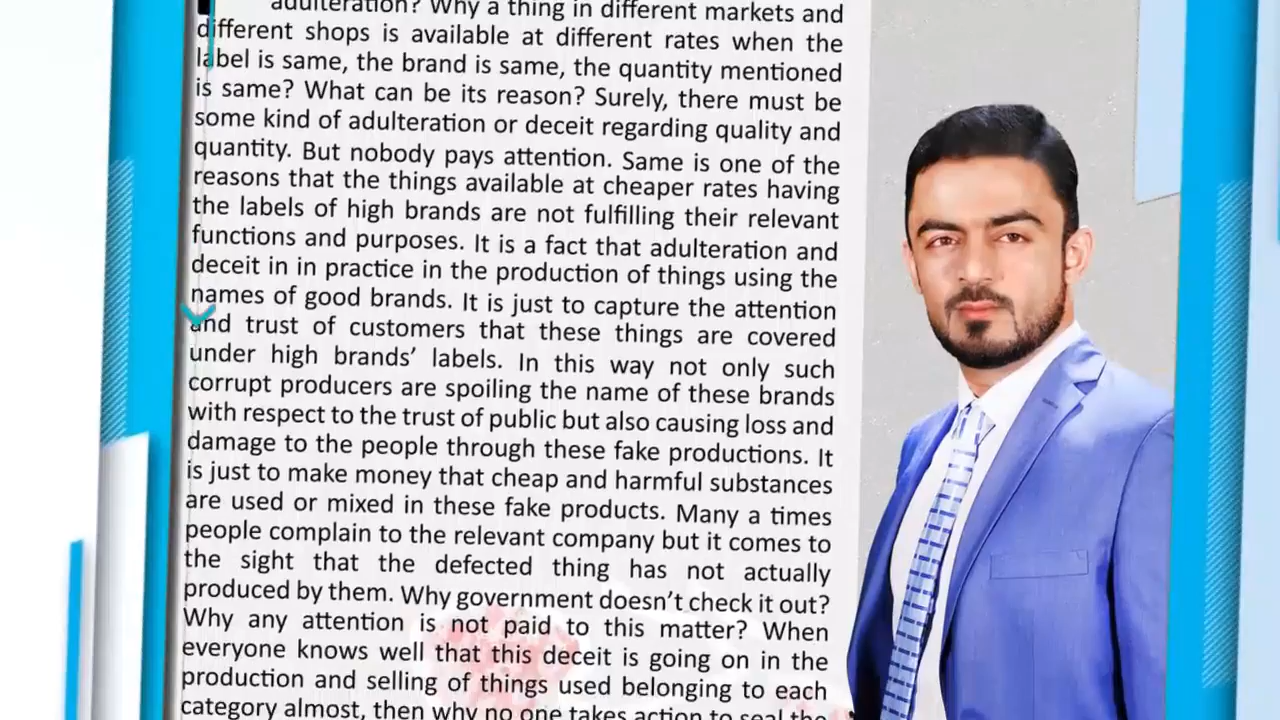 adulteration? Why a thing in different markets and
different shops is available at different rates when the
label is same, the brand is same, the quantity mentioned
is same? What can be its reason? Surely, there must be
some kind of adulteration or deceit regarding quality and
quantity. But nobody pays attention. Same is one of the
reasons that the things available at cheaper rates having
the labels of high brands are not fulfilling their relevant
functions and purposes. It is a fact that adulteration and
deceit in in practice in the production of things using the
names of good brands. It is just to capture the attention
and trust of customers that these things are covered
under high brands’ labels. In this way not only such
corrupt producers are spoiling the name of these brands
with respect to the trust of public but also causing loss and
damage to the people through these fake productions. It
is just to make money that cheap and harmful substances
are used or mixed in these fake products. Many a times
people complain to the relevant company but it comes to
the sight that the defected thing has not actually
produced by them. Why government doesn’t check it out?
Why any attention is not paid to this matter? When
everyone knows well that this deceit is going on in the
production and selling of things used belonging to each
category almost, then why no one takes action to seal the